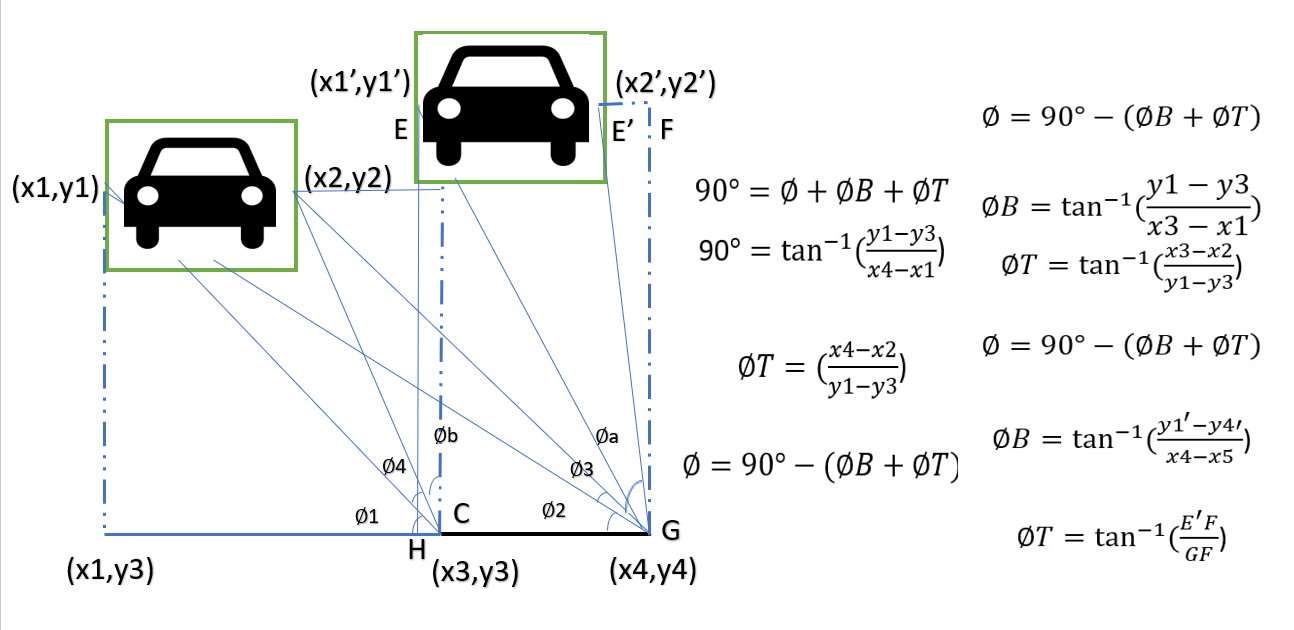 (x1’,y1’)
(x2’,y2’)
E
E’
F
(x1,y1)
(x2,y2)
Øb
Øa
Ø4
Ø3
Ø1
Ø2
C
G
H
(x1,y3)
(x3,y3)
(x4,y4)
90° = Ø + ØB + ØT
90° = tan⁻¹(y1−y3/x4−x1)
ØT = (x4−x2/y1−y3)
Ø = 90° − (ØB + ØT)
Ø = 90° − (ØB + ØT)
ØB = tan⁻¹(y1 − y3/x3 − x1)
ØT = tan⁻¹(x3−x2/y1−y3)
Ø = 90° − (ØB + ØT)
ØB = tan⁻¹(y1′−y4′/x4−x5)
ØT = tan⁻¹(E′F/GF)